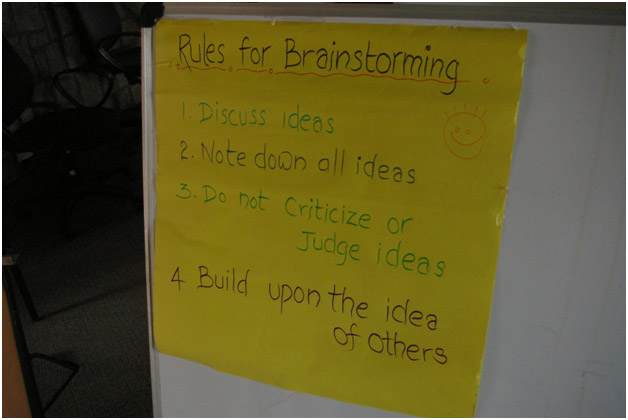 Rules for Brainstorming
1. Discuss ideas
2. Note down all ideas
3. Do not Criticize or
Judge ideas
4 Build upon the idea
of others